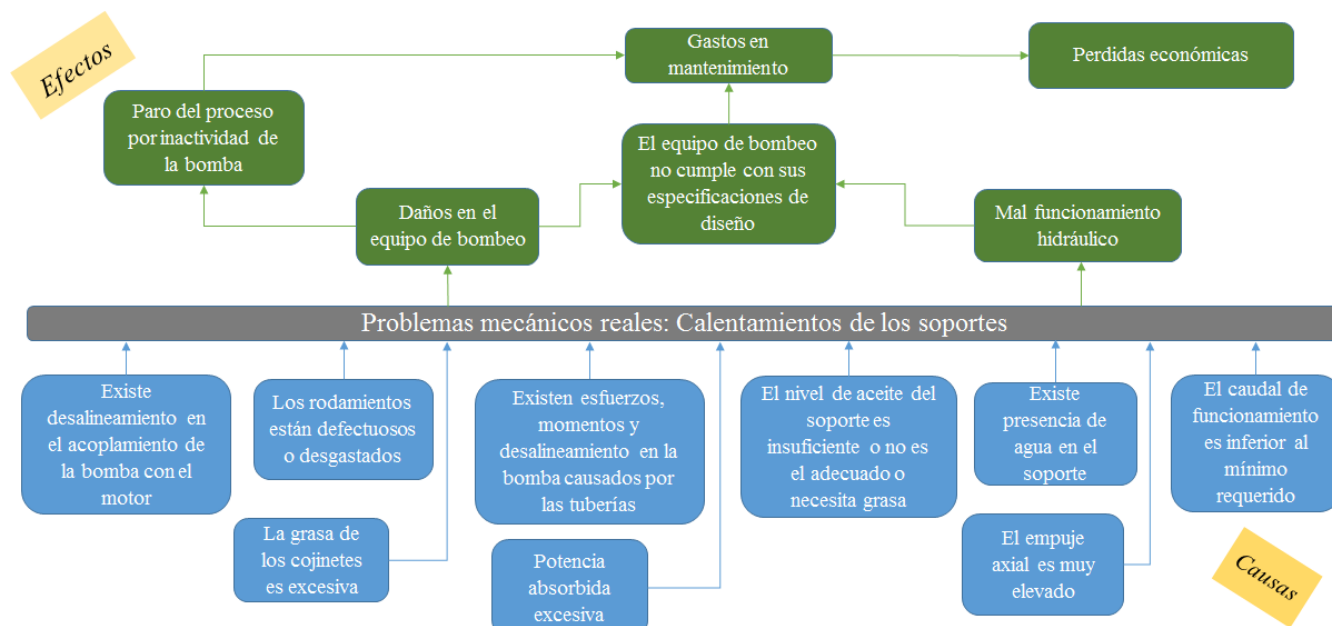 Efectos
Gastos en
mantenimiento
Perdidas económicas
Paro del proceso
por inactividad de
la bomba
El equipo de bombeo
no cumple con sus
especificaciones de
diseño
Daños en el
equipo de bombeo
Mal funcionamiento
hidráulico
Problemas mecánicos reales: Calentamientos de los soportes
Existe
desalineamiento en
el acoplamiento de
la bomba con el
motor
Los rodamientos
están defectuosos
o desgastados
Existen esfuerzos,
momentos y
desalineamiento en la
bomba causados por
las tuberías
El nivel de aceite del
soporte es
insuficiente o no es
el adecuado o
necesita grasa
Existe
presencia de
agua en el
soporte
El caudal de
funcionamiento
es inferior al
mínimo
requerido
La grasa de
los cojinetes
es excesiva
Potencia
absorbida
excesiva
El empuje
axial es muy
elevado
Causas